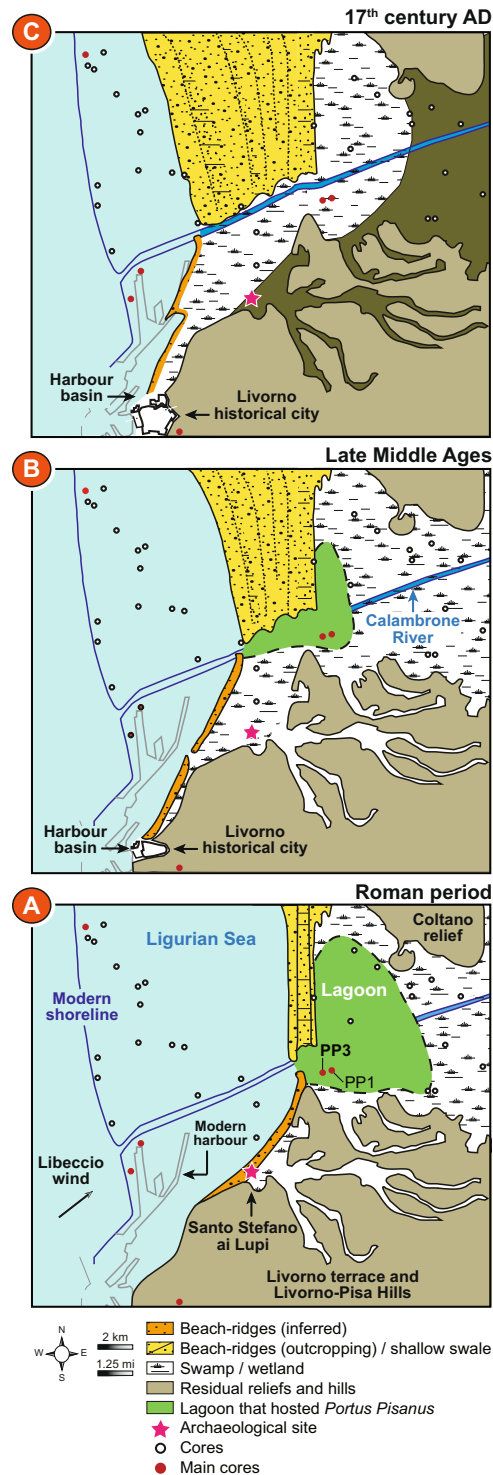 C
17th century AD
Harbour
basin
Livorno
historical city
B
Late Middle Ages
Calambrone
River
Harbour
basin
Livorno
historical city
A
Roman period
Coltano
relief
Ligurian Sea
Modern
shoreline
Lagoon
PP3
PP1
Modern
harbour
Libeccio
wind
Santo Stefano
ai Lupi
Livorno terrace and
Livorno-Pisa Hills
N
W E
S
2 km
1.25 mi
Beach-ridges (inferred)
Beach-ridges (outcropping) / shallow swale
Swamp / wetland
Residual reliefs and hills
Lagoon that hosted Portus Pisanus
Archaeological site
Cores
Main cores